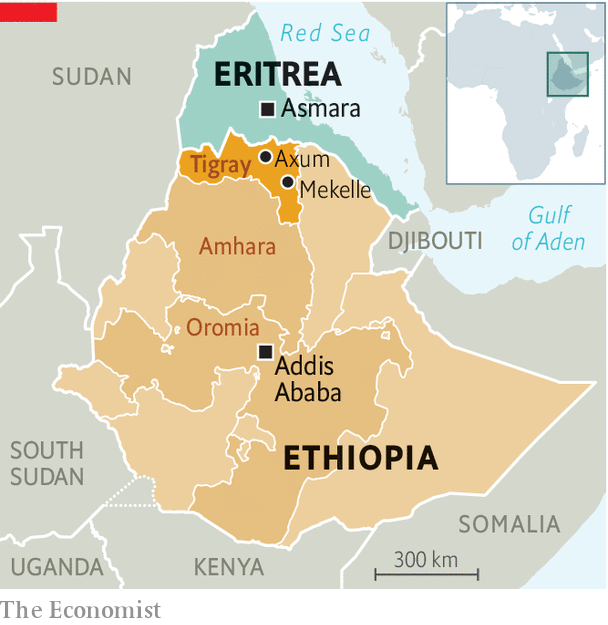 Red Sea
SUDAN
ERITREA
Asmara
Tigray
Axum
Mekelle
Gulf
of Aden
DJIBOUTI
Amhara
Oromia
Addis
Ababa
SOUTH
SUDAN
ETHIOPIA
SOMALIA
UGANDA
KENYA
300 km
The Economist